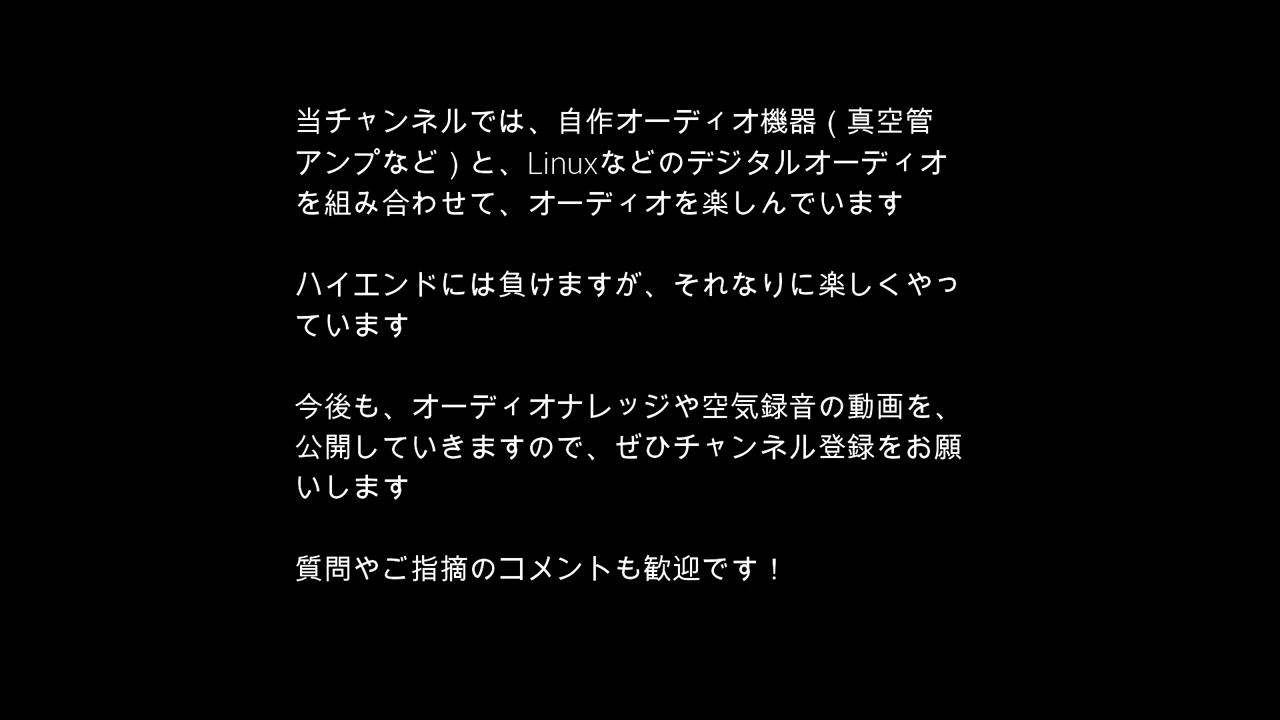 当チャンネルでは、自作オーディオ機器（真空管
アンプなど）と、Linuxなどのデジタルオーディオ
を組み合わせて、オーディオを楽しんでいます
ハイエンドには負けますが、それなりに楽しくやっ
ています
今後も、オーディオナレッジや空気録音の動画を、
公開していきますので、ぜひチャンネル登録をお願
いします
質問やご指摘のコメントも歓迎です！